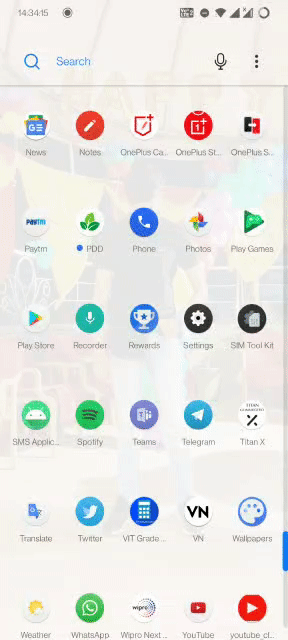 14:34:15
Search
News
Notes
OnePlus Ca...
OnePlus St...
OnePlus S...
Paytm
PDD
Phone
Photos
Play Games
Play Store
Recorder
Rewards
Settings
SIM Tool Kit
SMS Applic...
Spotify
Teams
Telegram
Titan X
Translate
Twitter
VIT Grade...
VN
Wallpapers
Weather
WhatsApp
Wipro Next ...
YouTube
youtube_cl...